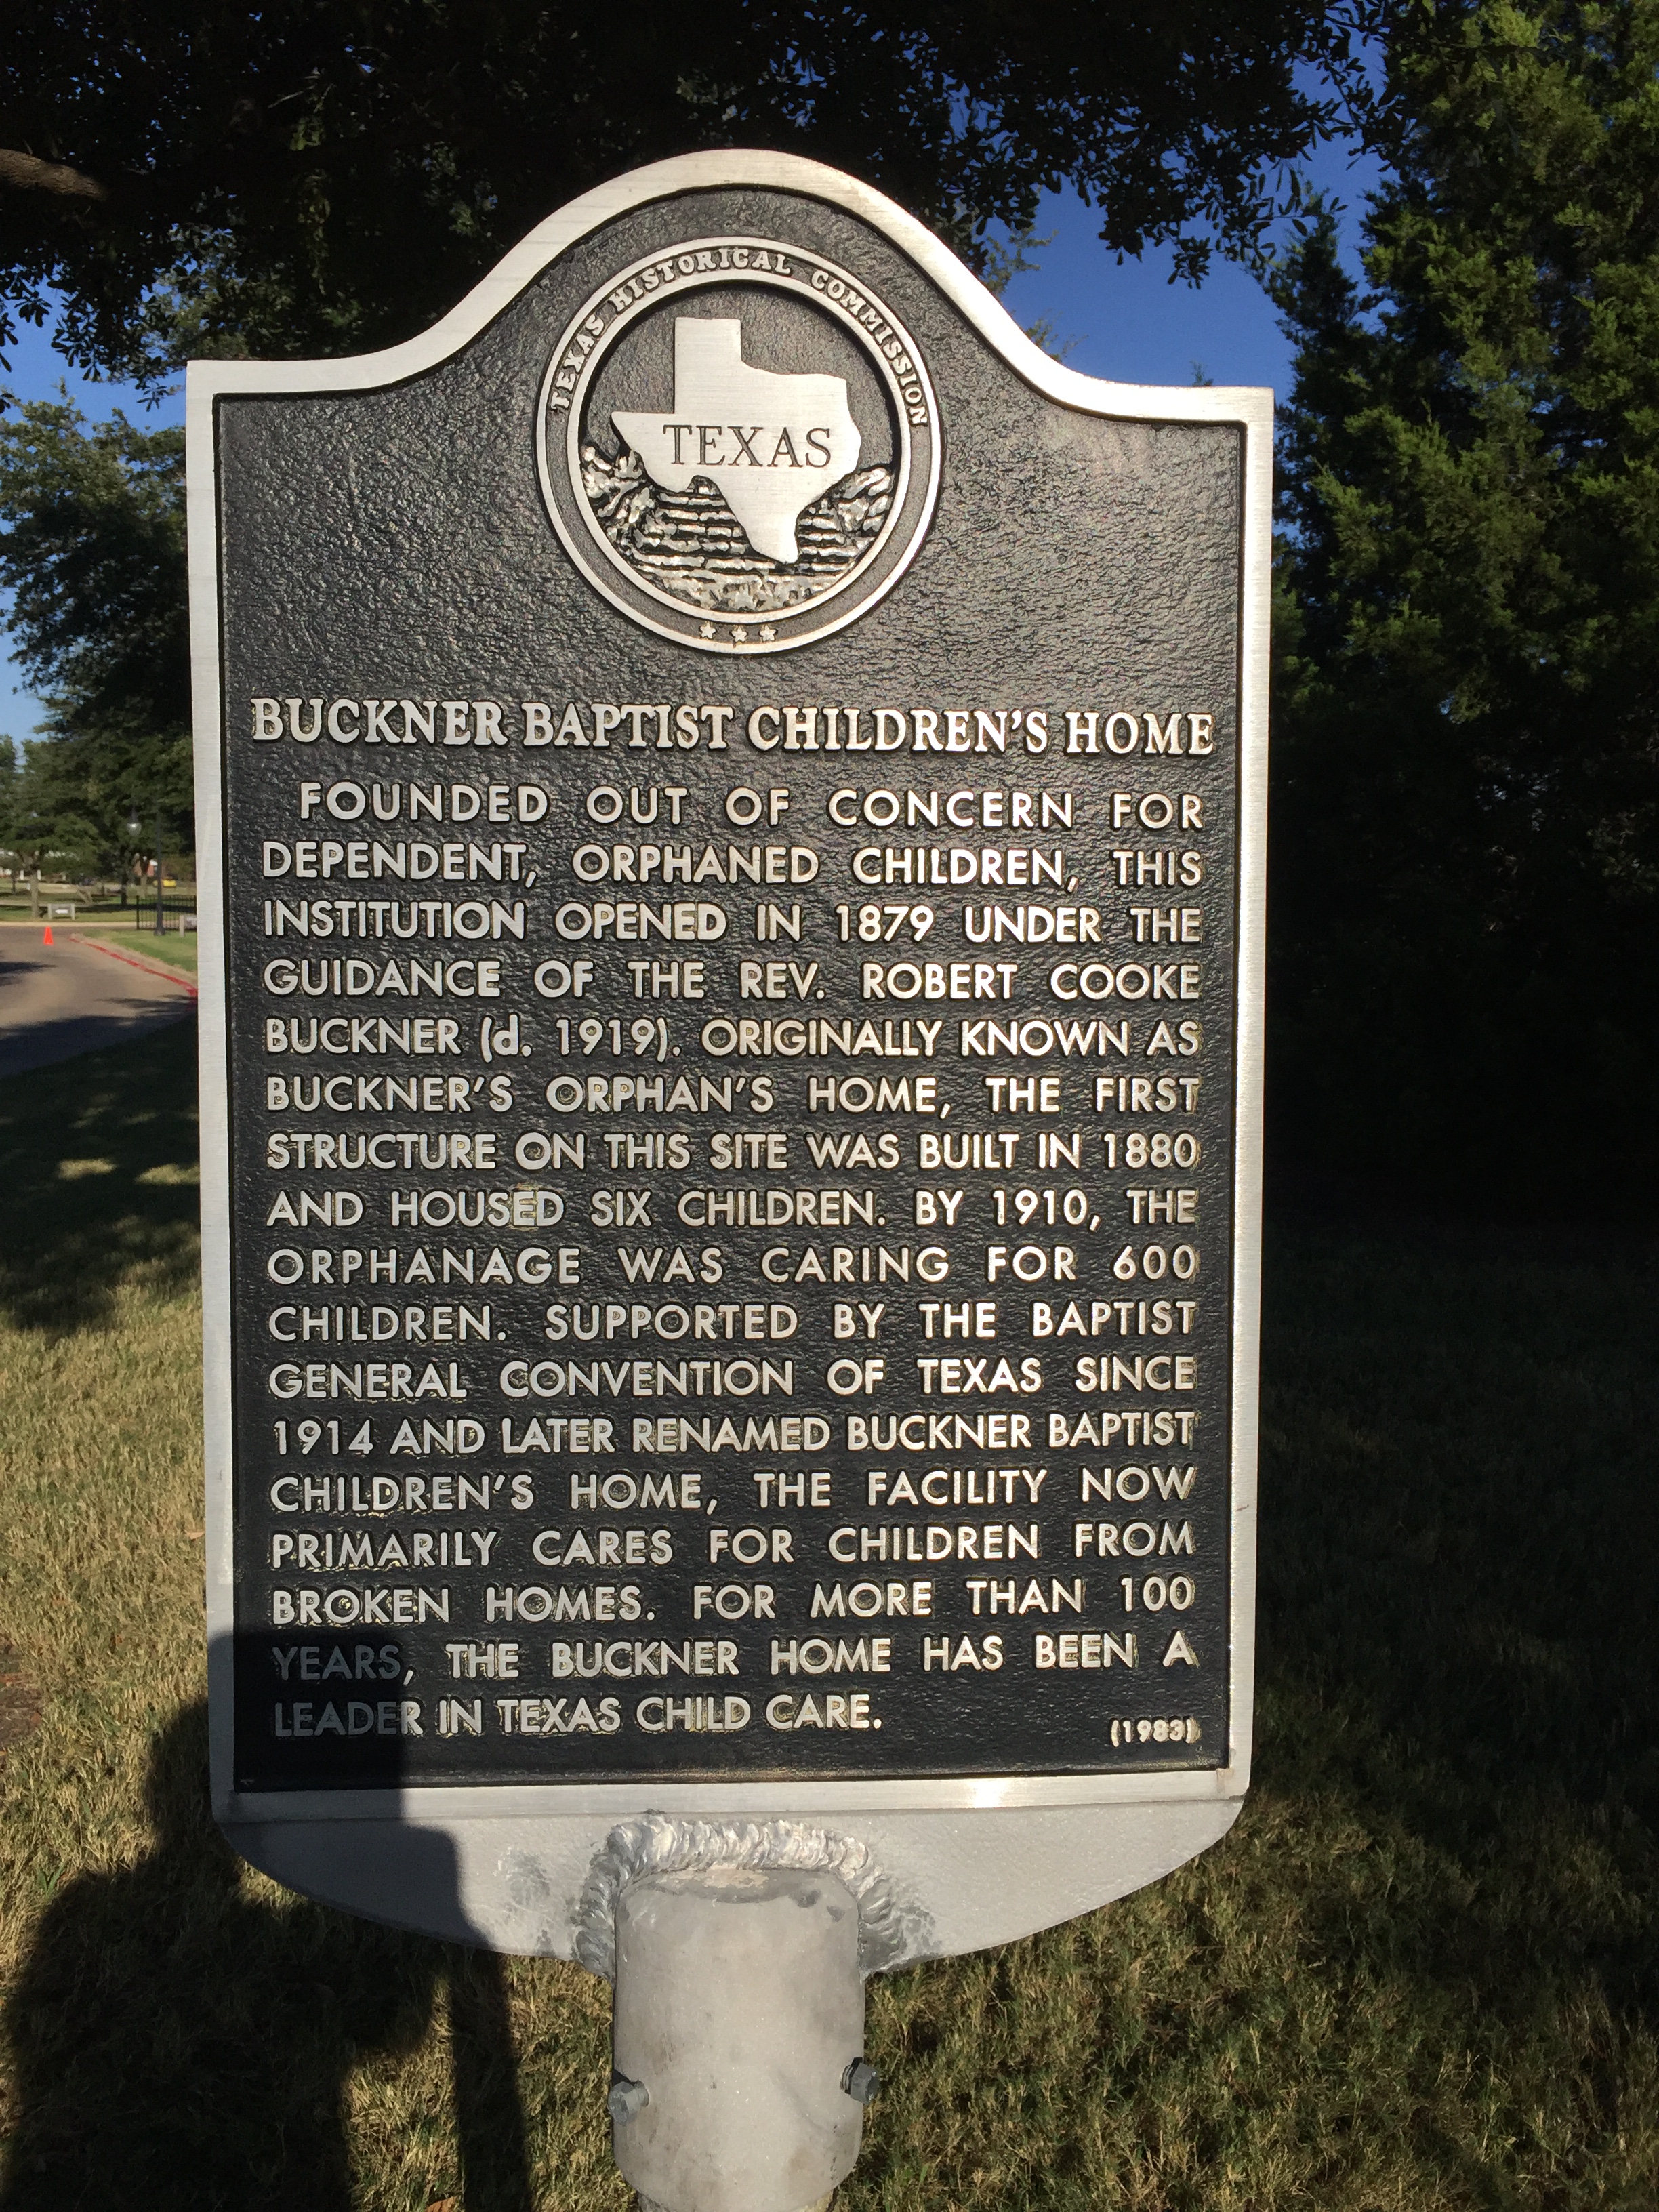 TEXAS HISTORICAL COMMISSION
TEXAS
BUCKNER BAPTIST CHILDREN'S HOME
FOUNDED OUT OF CONCERN FOR
DEPENDENT, ORPHANED CHILDREN, THIS
INSTITUTION OPENED IN 1879 UNDER THE
GUIDANCE OF THE REV. ROBERT COOKE
BUCKNER (d. 1919). ORIGINALLY KNOWN AS
BUCKNER'S ORPHAN'S HOME, THE FIRST
STRUCTURE ON THIS SITE WAS BUILT IN 1880
AND HOUSED SIX CHILDREN. BY 1910, THE
ORPHANAGE WAS CARING FOR 600
CHILDREN. SUPPORTED BY THE BAPTIST
GENERAL CONVENTION OF TEXAS SINCE
1914 AND LATER RENAMED BUCKNER BAPTIST
CHILDREN'S HOME, THE FACILITY NOW
PRIMARILY CARES FOR CHILDREN FROM
BROKEN HOMES. FOR MORE THAN 100
YEARS, THE BUCKNER HOME HAS BEEN A
LEADER IN TEXAS CHILD CARE.
(1983)